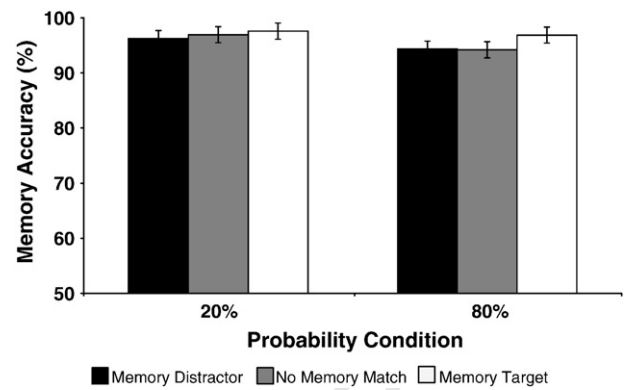 100
90
80
70
60
50
Memory Accuracy (%)
20%
80%
Probability Condition
Memory Distractor No Memory Match Memory Target